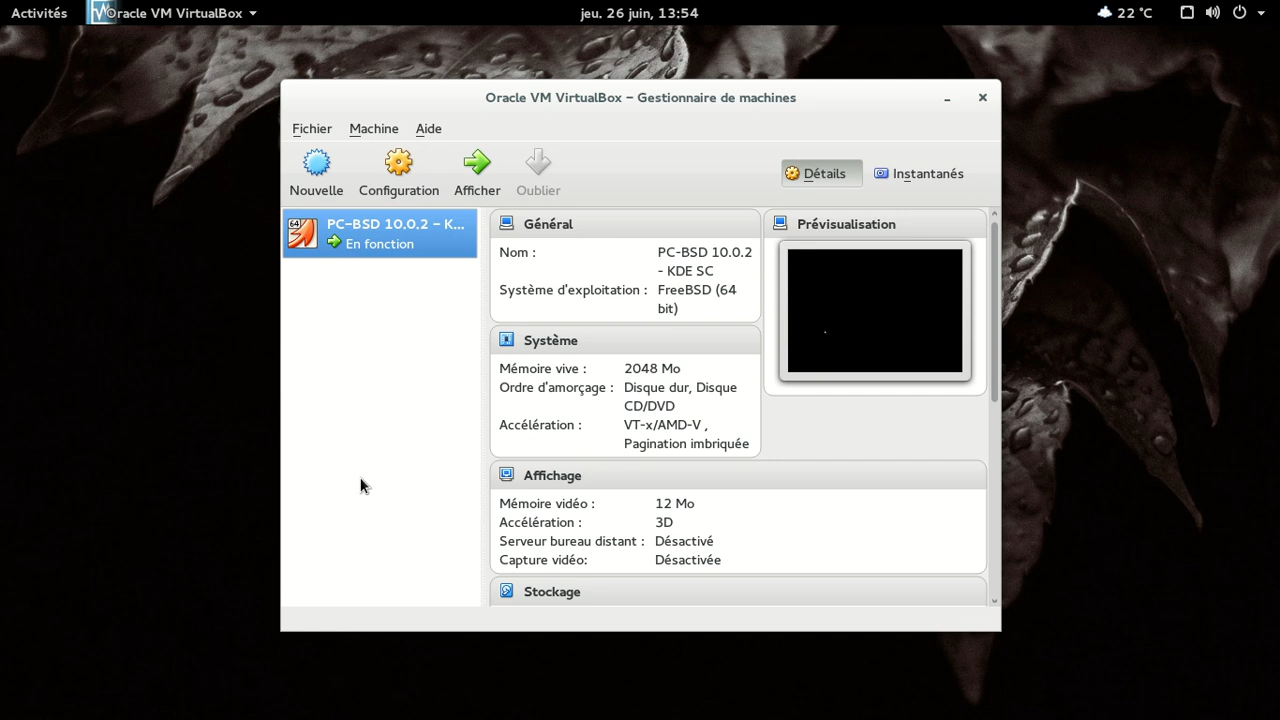 Activités
Oracle VM VirtualBox
jeu. 26 juin, 13:54
22 °C
Oracle VM VirtualBox – Gestionnaire de machines
Fichier Machine Aide
Nouvelle Configuration Afficher Oublier
Détails Instantanés
64
PC-BSD 10.0.2 – K...
En fonction
Général
Nom : PC-BSD 10.0.2
- KDE SC
Système d'exploitation : FreeBSD (64
bit)
Système
Mémoire vive : 2048 Mo
Ordre d'amorçage : Disque dur, Disque
CD/DVD
Accélération : VT-x/AMD-V ,
Pagination imbriquée
Prévisualisation
Affichage
Mémoire vidéo : 12 Mo
Accélération : 3D
Serveur bureau distant : Désactivé
Capture vidéo: Désactivée
Stockage